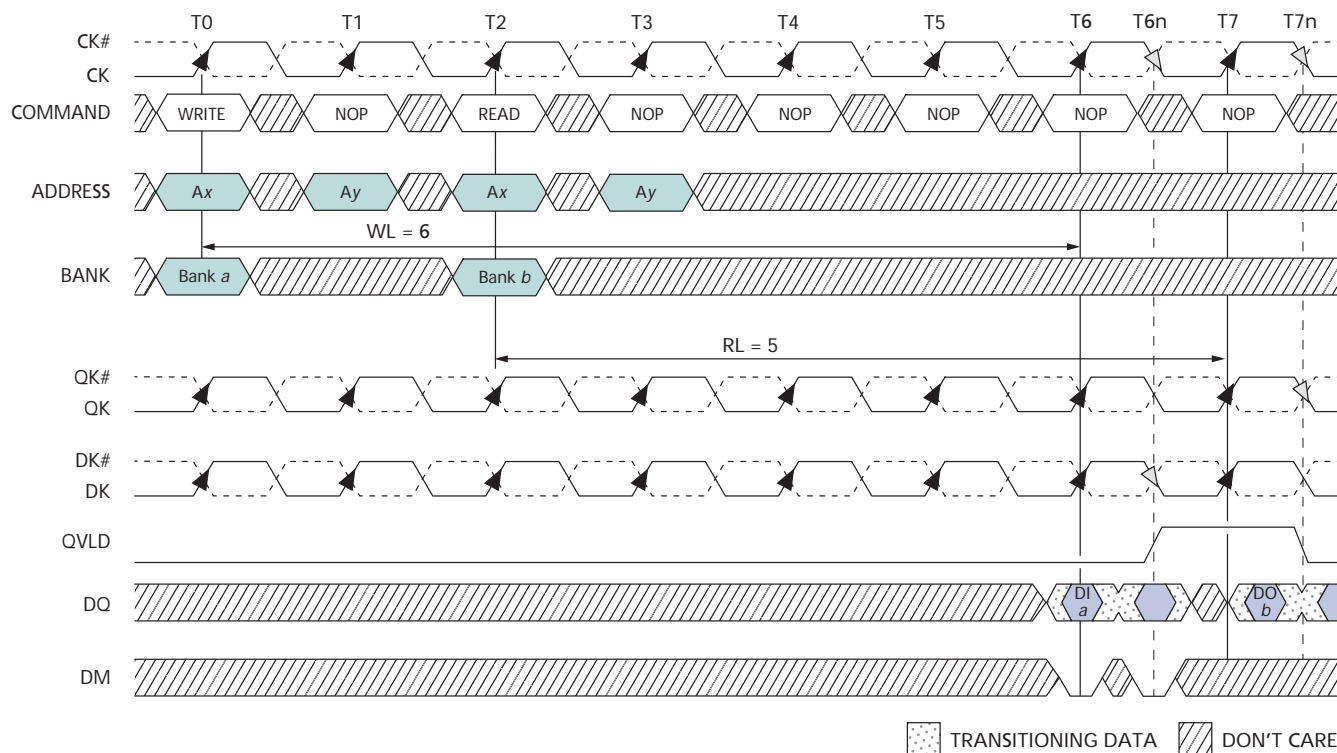 T0 T1 T2 T3 T4 T5 T6 T6n T7 T7n
CK#
CK
COMMAND WRITE NOP READ NOP NOP NOP NOP NOP
ADDRESS Ax Ay Ax Ay
WL = 6
BANK Bank a Bank b
RL = 5
QK#
QK
DK#
DK
QVLD
DQ DI a DO b
DM
TRANSITIONING DATA DON'T CARE